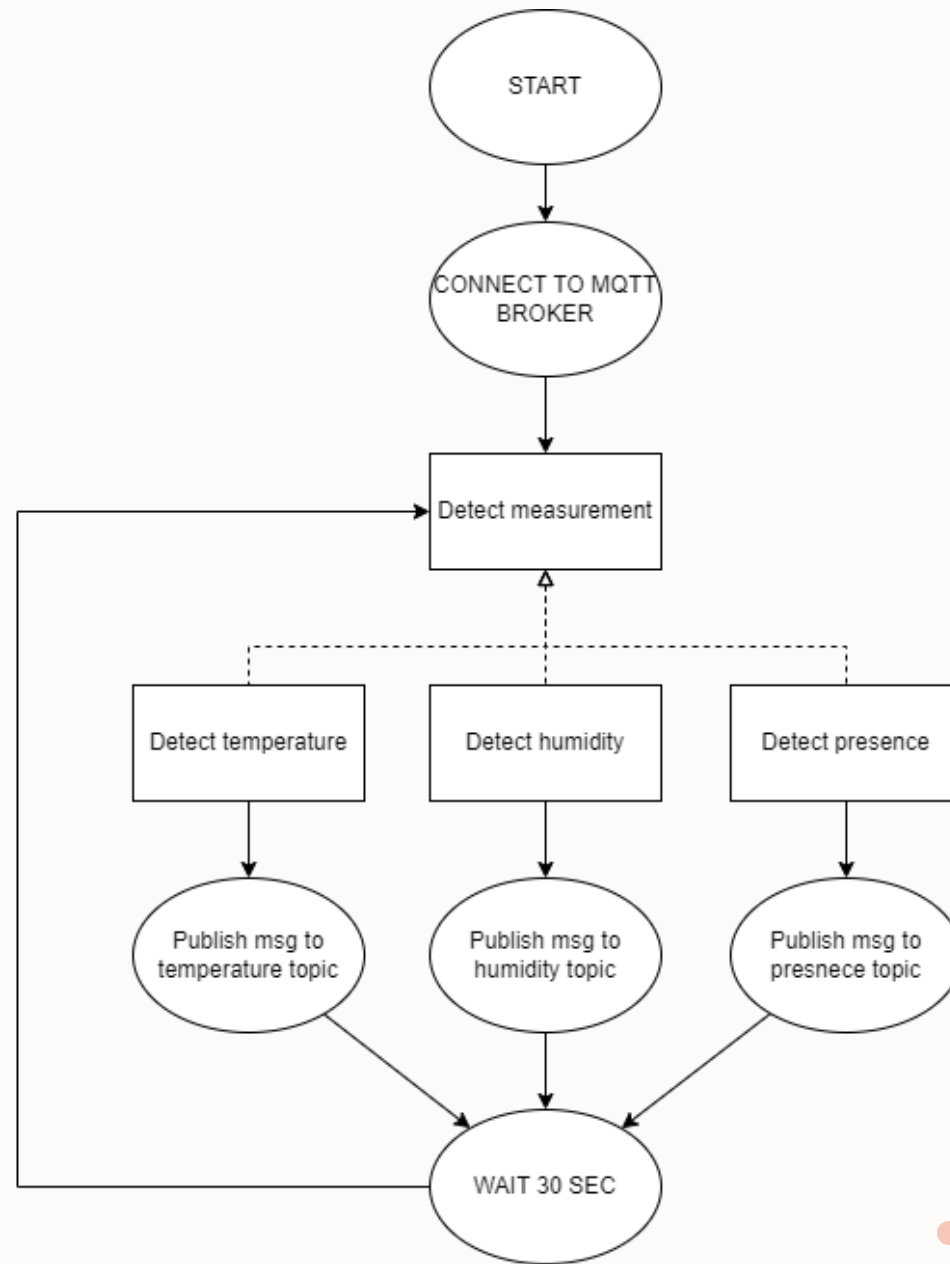 START
CONNECT TO MQTT
BROKER
Detect measurement
Detect temperature
Detect humidity
Detect presence
Publish msg to
temperature topic
Publish msg to
humidity topic
Publish msg to
presnece topic
WAIT 30 SEC